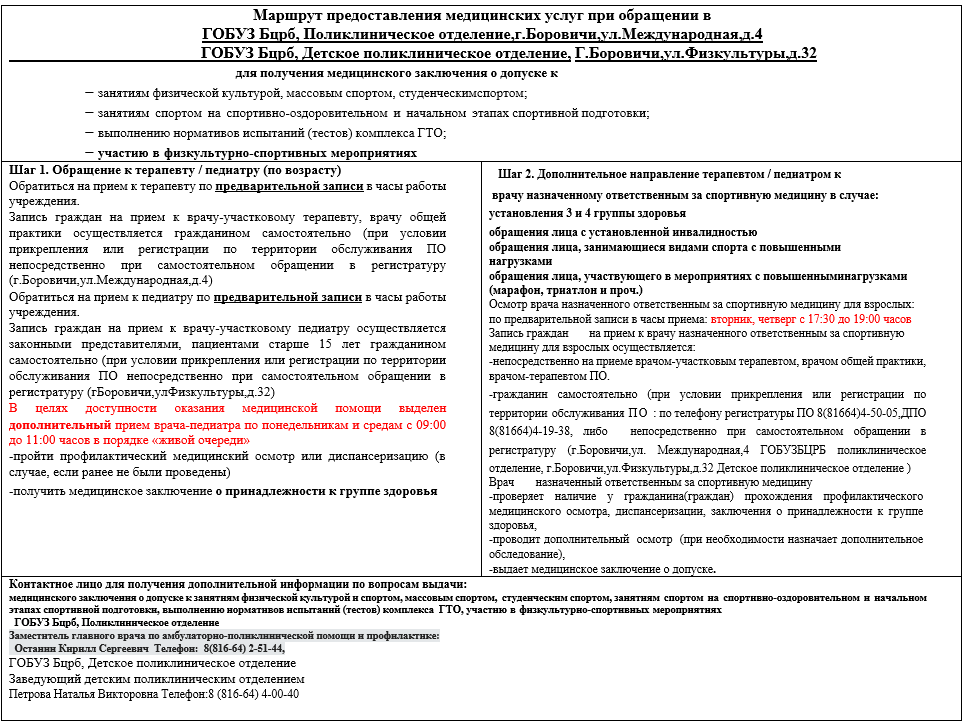 Маршрут предоставления медицинских услуг при обращении в
ГОБУЗ Бцрб, Поликлиническое отделение,г.Боровичи,ул.Международная,д.4
ГОБУЗ Бцрб, Детское поликлиническое отделение, Г.Боровичи,ул.Физкультуры,д.32
для получения медицинского заключения о допуске к
– занятиям физической культурой, массовым спортом, студенческимспортом;
– занятиям спортом на спортивно-оздоровительном и начальном этапах спортивной подготовки;
– выполнению нормативов испытаний (тестов) комплекса ГТО;
– участию в физкультурно-спортивных мероприятиях
Шаг 1. Обращение к терапевту / педиатру (по возрасту)
Обратиться на прием к терапевту по предварительной записи в часы работы
учреждения.
Запись граждан на прием к врачу-участковому терапевту, врачу общей
практики осуществляется гражданином самостоятельно (при условии
прикрепления или регистрации по территории обслуживания ПО
непосредственно при самостоятельном обращении в регистратуру
(г.Боровичи,ул.Международная,д.4)
Обратиться на прием к педиатру по предварительной записи в часы работы
учреждения.
Запись граждан на прием к врачу-участковому педиатру осуществляется
законными представителями, пациентами старше 15 лет гражданином
самостоятельно (при условии прикрепления или регистрации по территории
обслуживания ПО непосредственно при самостоятельном обращении в
регистратуру (гБоровичи,улФизкультуры,д.32)
В целях доступности оказания медицинской помощи выделен
дополнительный прием врача-педиатра по понедельникам и средам с 09:00
до 11:00 часов в порядке «живой очереди»
-пройти профилактический медицинский осмотр или диспансеризацию (в
случае, если ранее не были проведены)
-получить медицинское заключение о принадлежности к группе здоровья
Шаг 2. Дополнительное направление терапевтом / педиатром к
врачу назначенному ответственным за спортивную медицину в случае:
установления 3 и 4 группы здоровья
обращения лица с установленной инвалидностью
обращения лица, занимающиеся видами спорта с повышенными
нагрузками
обращения лица, участвующего в мероприятиях с повышенныминагрузками
(марафон, триатлон и проч.)
Осмотр врача назначенного ответственным за спортивную медицину для взрослых:
по предварительной записи в часы приема: вторник, четверг с 17:30 до 19:00 часов
Запись граждан на прием к врачу назначенного ответственным за спортивную
медицину для взрослых осуществляется:
-непосредственно на приеме врачом-участковым терапевтом, врачом общей практики,
врачом-терапевтом ПО.
-гражданин самостоятельно (при условии прикрепления или регистрации по
территории обслуживания ПО : по телефону регистратуры ПО 8(81664)4-50-05,ДПО
8(81664)4-19-38, либо непосредственно при самостоятельном обращении в
регистратуру (г.Боровичи,ул. Международная,4 ГОБУЗБЦРБ поликлиническое
отделение, г.Боровичи,ул.Физкультуры,д.32 Детское поликлиническое отделение )
Врач назначенный ответственным за спортивную медицину
-проверяет наличие у гражданина(граждан) прохождения профилактического
медицинского осмотра, диспансеризации, заключения о принадлежности к группе
здоровья,
-проводит дополнительный осмотр (при необходимости назначает дополнительное
обследование),
-выдает медицинское заключение о допуске.
Контактное лицо для получения дополнительной информации по вопросам выдачи:
медицинского заключения о допуске к занятиям физической культурой и спортом, массовым спортом, студенческим спортом, занятиям спортом на спортивно-оздоровительном и начальном
этапах спортивной подготовки, выполнению нормативов испытаний (тестов) комплекса ГТО, участию в физкультурно-спортивных мероприятиях
ГОБУЗ Бцрб, Поликлиническое отделение
Заместитель главного врача по амбулаторно-поликлинической помощи и профилактике:
Останин Кирилл Сергеевич Телефон: 8(816-64) 2-51-44,
ГОБУЗ Бцрб, Детское поликлиническое отделение
Заведующий детским поликлиническим отделением
Петрова Наталья Викторовна Телефон:8 (816-64) 4-00-40